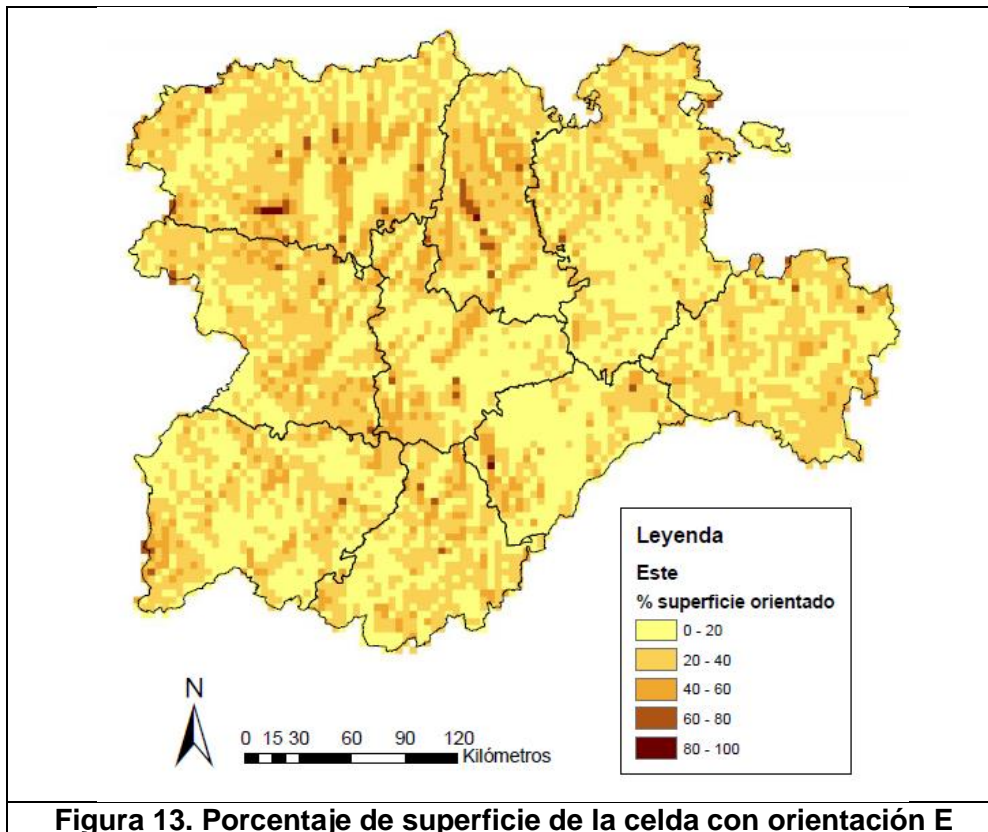 Leyenda
Este
% superficie orientado
0 - 20
20 - 40
40 - 60
60 - 80
80 - 100
N
0 15 30 60 90 120
Kilómetros
Figura 13. Porcentaje de superficie de la celda con orientación E